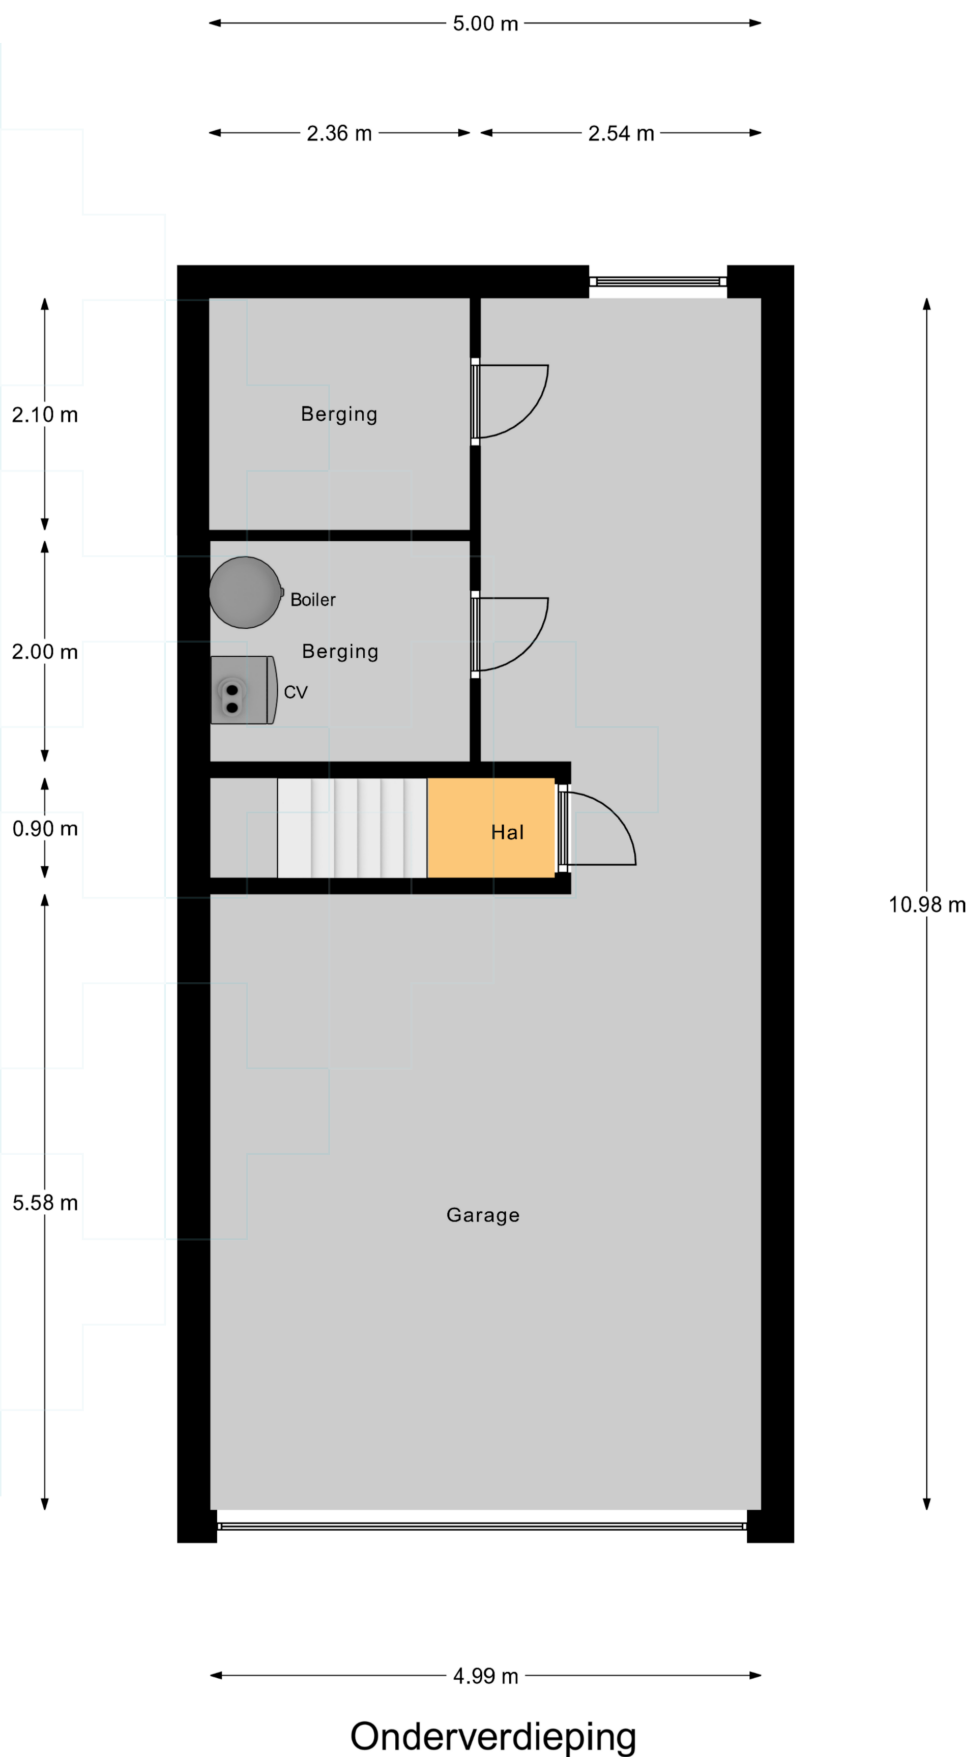 5.00 m
2.36 m
2.54 m
2.10 m
Berging
Boiler
2.00 m
Berging
CV
0.90 m
Hal
10.98 m
5.58 m
Garage
4.99 m
Onderverdieping